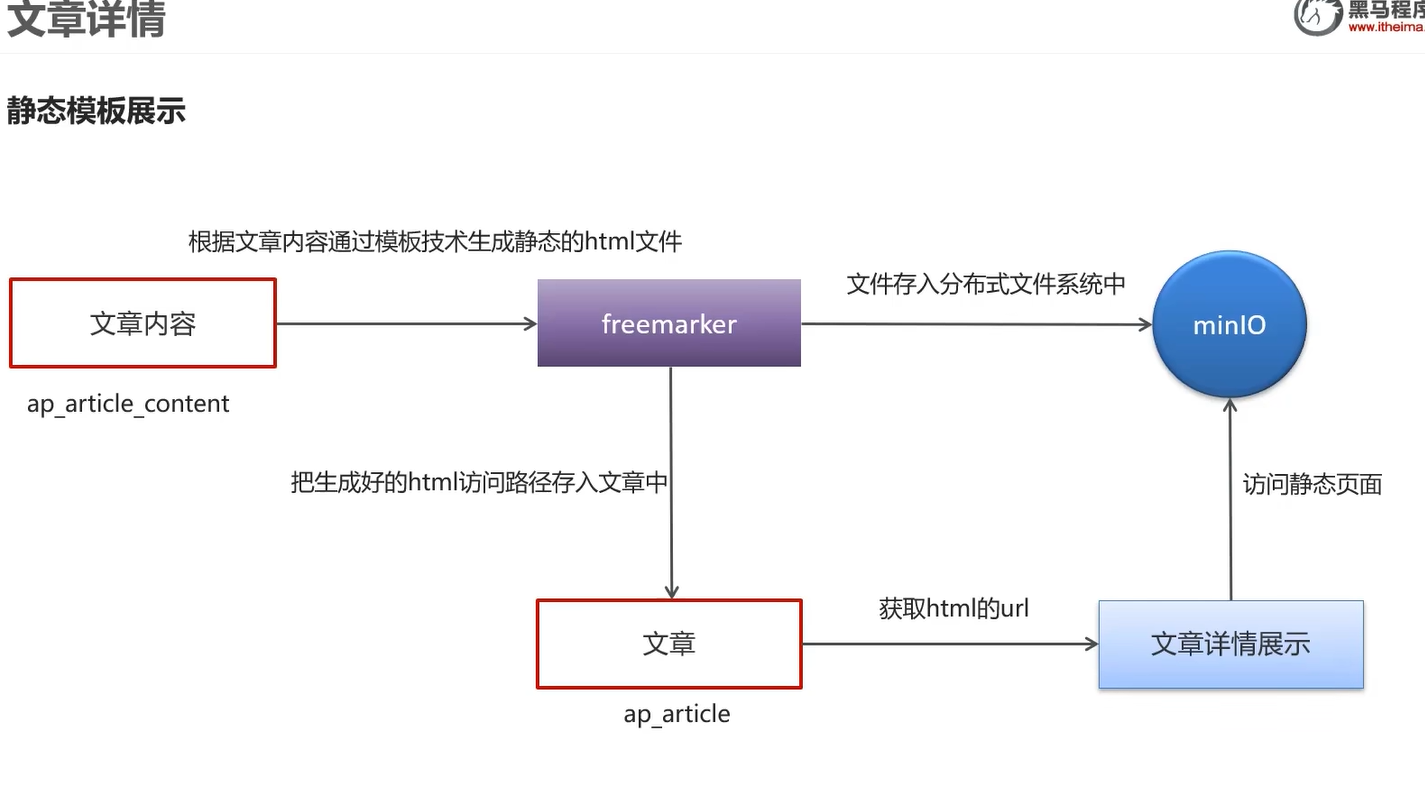 文章详情
黑马程序
www.itheima.
静态模板展示
根据文章内容通过模板技术生成静态的html文件
文件存入分布式文件系统中
文章内容
freemarker
minIO
ap_article_content
把生成好的html访问路径存入文章中
访问静态页面
获取html的url
文章
文章详情展示
ap_article